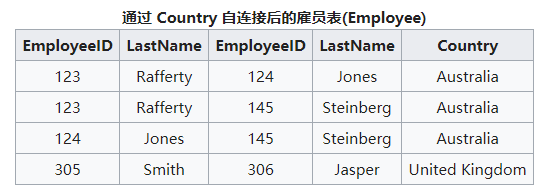 通过 Country 自连接后的雇员表(Employee)
EmployeeID LastName EmployeeID LastName Country
123 Rafferty 124 Jones Australia
123 Rafferty 145 Steinberg Australia
124 Jones 145 Steinberg Australia
305 Smith 306 Jasper United Kingdom